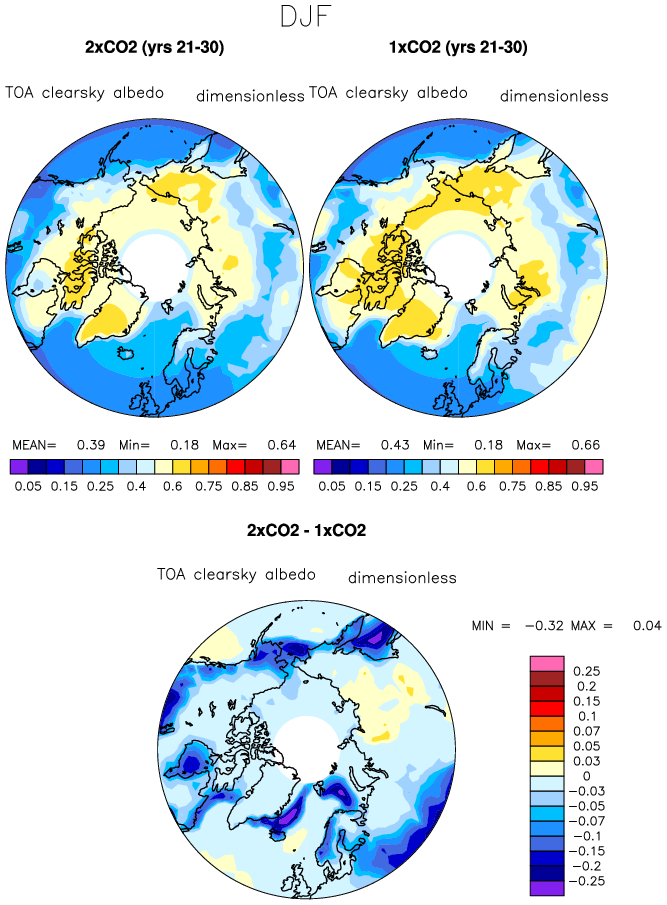 DJF
2xCO2 (yrs 21-30) 1xCO2 (yrs 21-30)
TOA clearsky albedo dimensionless TOA clearsky albedo dimensionless
MEAN= 0.39 Min= 0.18 Max= 0.64 MEAN= 0.43 Min= 0.18 Max= 0.66
0.05 0.15 0.25 0.4 0.6 0.75 0.85 0.95 0.05 0.15 0.25 0.4 0.6 0.75 0.85 0.95
2xCO2 - 1xCO2
TOA clearsky albedo dimensionless
MIN = -0.32 MAX = 0.04
0.25
0.2
0.15
0.1
0.07
0.05
0.03
0
-0.03
-0.05
-0.07
-0.1
-0.15
-0.2
-0.25